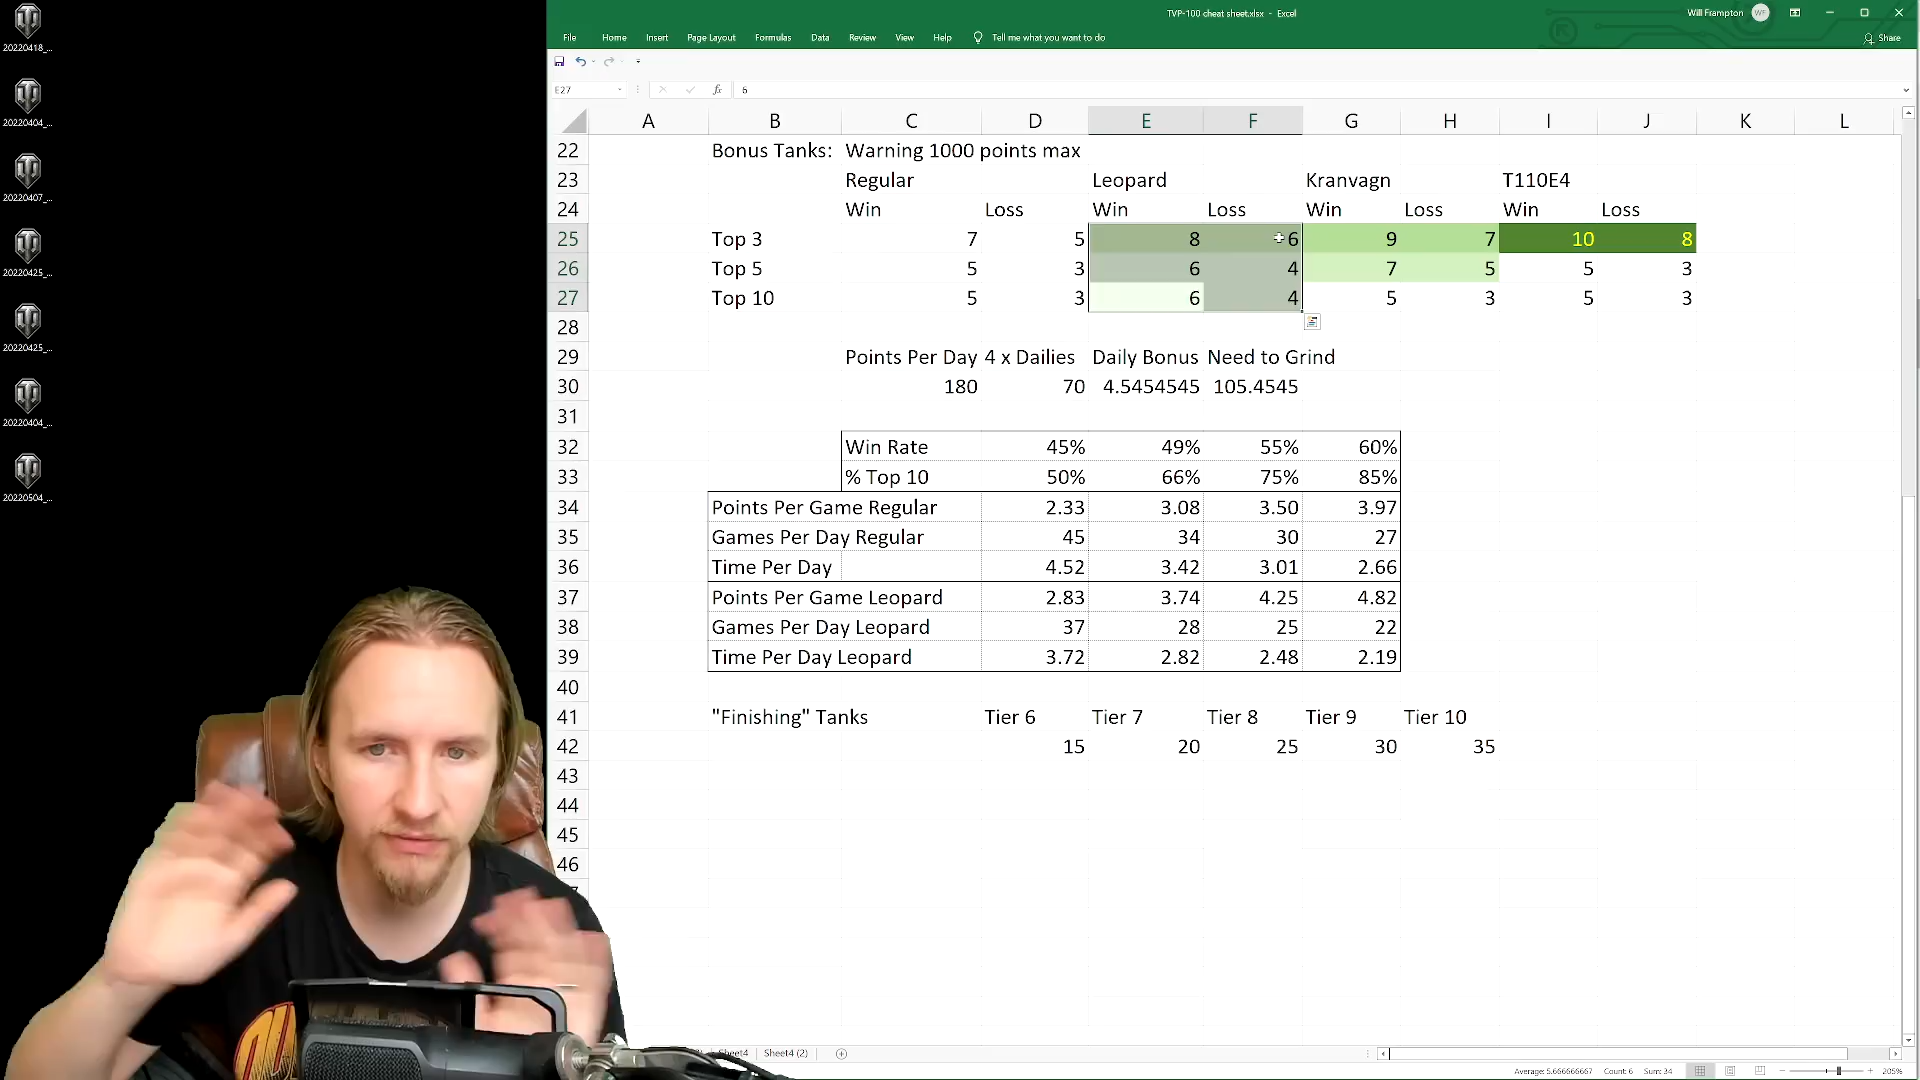 TVP-100 cheat sheet.xlsx - Excel
Will Frampton WF
File Home Insert Page Layout Formulas Data Review View Help Tell me what you want to do Share
E27 fx 6
A B C D E F G H I J K L
22 Bonus Tanks: Warning 1000 points max
23 Regular Leopard Kranvagn T110E4
24 Win Loss Win Loss Win Loss Win Loss
25 Top 3 7 5 8 6 9 7 10 8
26 Top 5 5 3 6 4 7 5 5 3
27 Top 10 5 3 6 4 5 3 5 3
28
29 Points Per Day 4 x Dailies Daily Bonus Need to Grind
30 180 70 4.5454545 105.4545
31
32 Win Rate 45% 49% 55% 60%
33 % Top 10 50% 66% 75% 85%
34 Points Per Game Regular 2.33 3.08 3.50 3.97
35 Games Per Day Regular 45 34 30 27
36 Time Per Day 4.52 3.42 3.01 2.66
37 Points Per Game Leopard 2.83 3.74 4.25 4.82
38 Games Per Day Leopard 37 28 25 22
39 Time Per Day Leopard 3.72 2.82 2.48 2.19
40
41 "Finishing" Tanks Tier 6 Tier 7 Tier 8 Tier 9 Tier 10
42 15 20 25 30 35
43
44
45
46
Sheet4 Sheet4 (2)
Average: 5.666666667 Count: 6 Sum: 34 205%
20220418_...
20220404_...
20220407_...
20220425_...
20220425_...
20220404_...
20220504_...